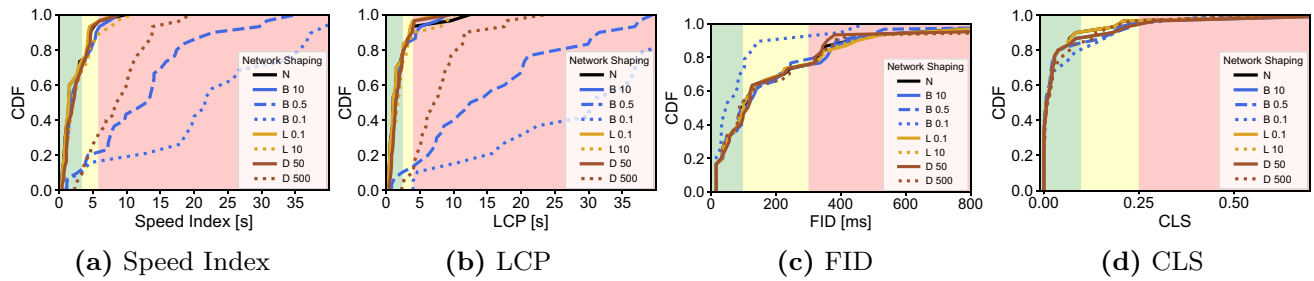 CDF
1.0
0.8
0.6
0.4
0.2
0.0
Network Shaping
N
B 10
B 0.5
B 0.1
L 0.1
L 10
D 50
D 500
0 5 10 15 20 25 30 35
Speed Index [s]
(a) Speed Index
CDF
1.0
0.8
0.6
0.4
0.2
0.0
Network Shaping
N
B 10
B 0.5
B 0.1
L 0.1
L 10
D 50
D 500
0 5 10 15 20 25 30 35
LCP [s]
(b) LCP
CDF
1.0
0.8
0.6
0.4
0.2
0.0
Network Shaping
N
B 10
B 0.5
B 0.1
L 0.1
L 10
D 50
D 500
0 200 400 600 800
FID [ms]
(c) FID
CDF
1.0
0.8
0.6
0.4
0.2
0.0
Network Shaping
N
B 10
B 0.5
B 0.1
L 0.1
L 10
D 50
D 500
0.00 0.25 0.50
CLS
(d) CLS